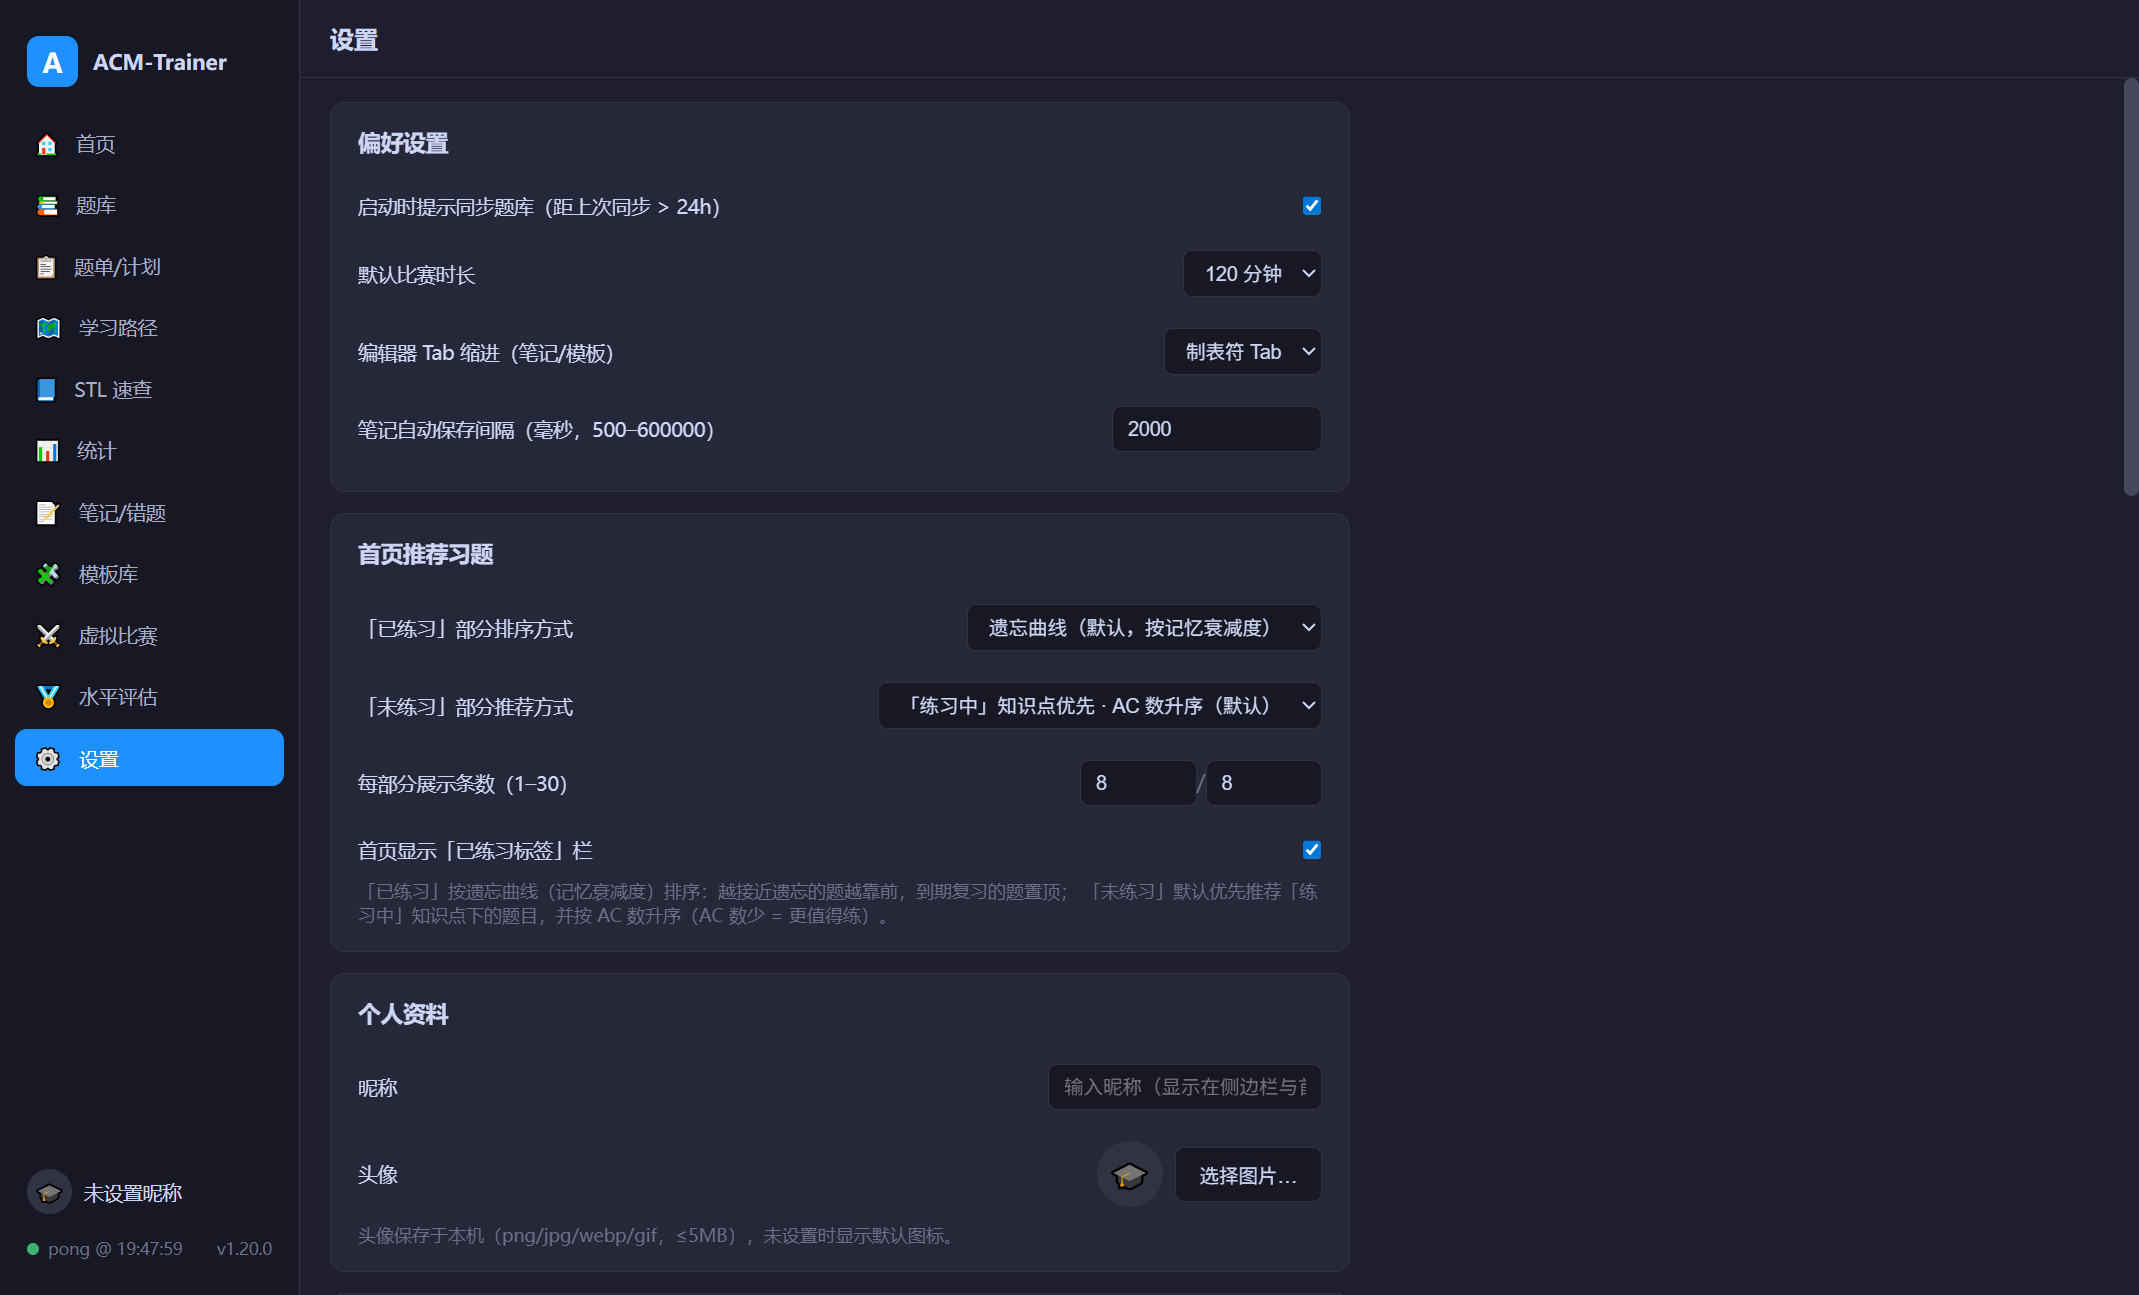 A ACM-Trainer
首页
题库
题单/计划
学习路径
STL 速查
统计
笔记/错题
模板库
虚拟比赛
水平评估
设置
未设置昵称
pong @ 19:47:59 v1.20.0
设置
偏好设置
启动时提示同步题库（距上次同步 > 24h）
默认比赛时长 120 分钟
编辑器 Tab 缩进（笔记/模板） 制表符 Tab
笔记自动保存间隔（毫秒，500–600000） 2000
首页推荐习题
「已练习」部分排序方式 遗忘曲线（默认，按记忆衰减度）
「未练习」部分推荐方式 「练习中」知识点优先 · AC 数升序（默认）
每部分展示条数（1–30） 8 / 8
首页显示「已练习标签」栏
「已练习」按遗忘曲线（记忆衰减度）排序：越接近遗忘的题越靠前，到期复习的题置顶； 「未练习」默认优先推荐「练
习中」知识点下的题目，并按 AC 数升序（AC 数少 = 更值得练）。
个人资料
昵称 输入昵称（显示在侧边栏与
头像 选择图片…
头像保存于本机（png/jpg/webp/gif，≤5MB），未设置时显示默认图标。